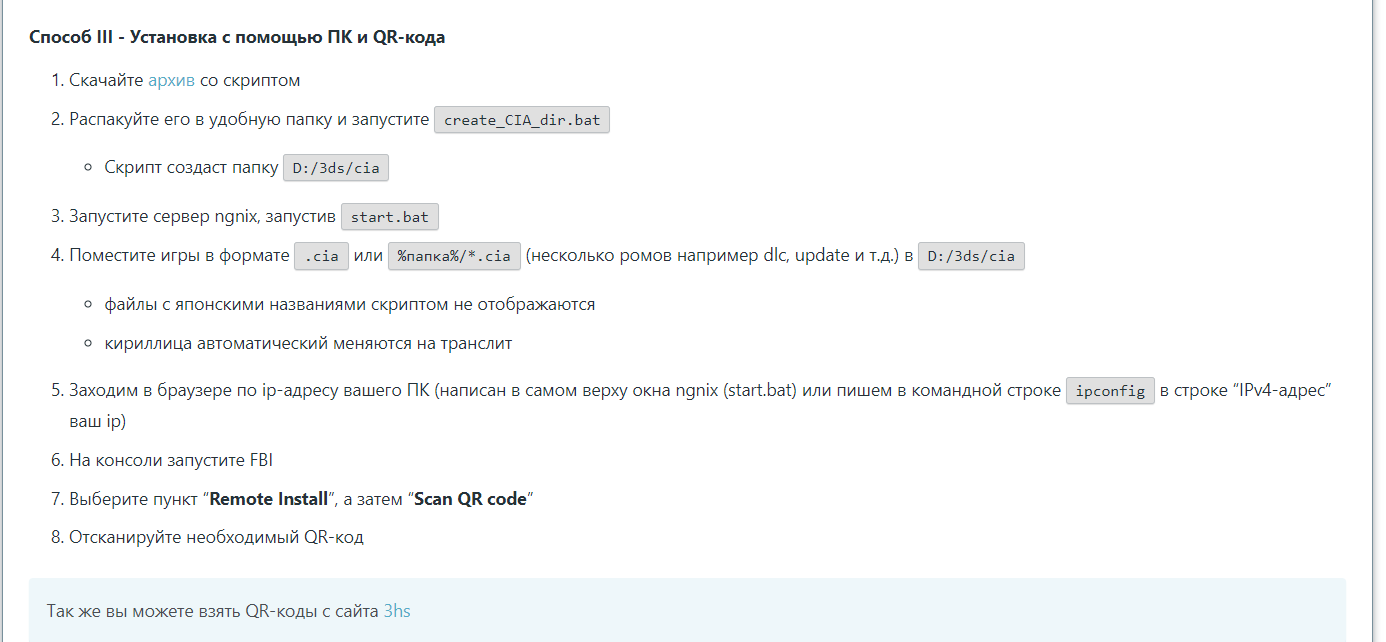 Способ III - Установка с помощью ПК и QR-кода
1. Скачайте архив со скриптом
2. Распакуйте его в удобную папку и запустите create_CIA_dir.bat
Скрипт создаст папку D:/3ds/cia
3. Запустите сервер ngnix, запустив start.bat
4. Поместите игры в формате .cia или %папка%/*.cia (несколько ромов например dlc, update и т.д.) в D:/3ds/cia
файлы с японскими названиями скриптом не отображаются
кириллица автоматический меняются на транслит
5. Заходим в браузере по ip-адресу вашего ПК (написан в самом верху окна ngnix (start.bat) или пишем в командной строке ipconfig в строке “IPv4-адрес”
ваш ip)
6. На консоли запустите FBI
7. Выберите пункт “Remote Install”, а затем “Scan QR code”
8. Отсканируйте необходимый QR-код
Так же вы можете взять QR-коды с сайта 3hs